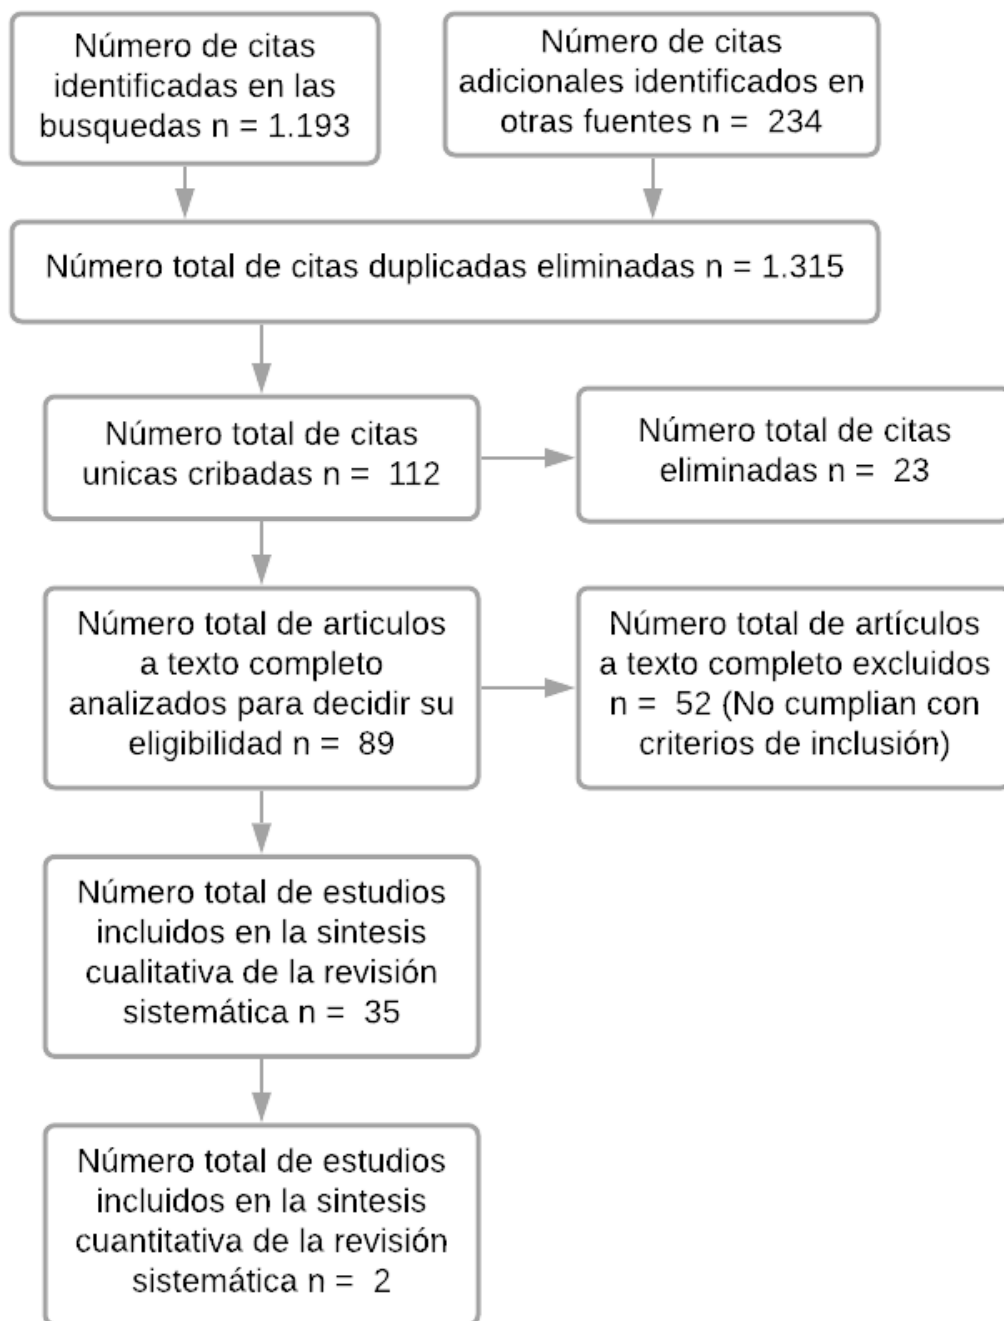 Número de citas
identificadas en las
busquedas n = 1.193
Número de citas
adicionales identificados en
otras fuentes n = 234
Número total de citas duplicadas eliminadas n = 1.315
Número total de citas
unicas cribadas n = 112
Número total de citas
eliminadas n = 23
Número total de articulos
a texto completo
analizados para decidir su
eligibilidad n = 89
Número total de artículos
a texto completo excluidos
n = 52 (No cumplian con
criterios de inclusión)
Número total de estudios
incluidos en la sintesis
cualitativa de la revisión
sistemática n = 35
Número total de estudios
incluidos en la sintesis
cuantitativa de la revisión
sistemática n = 2